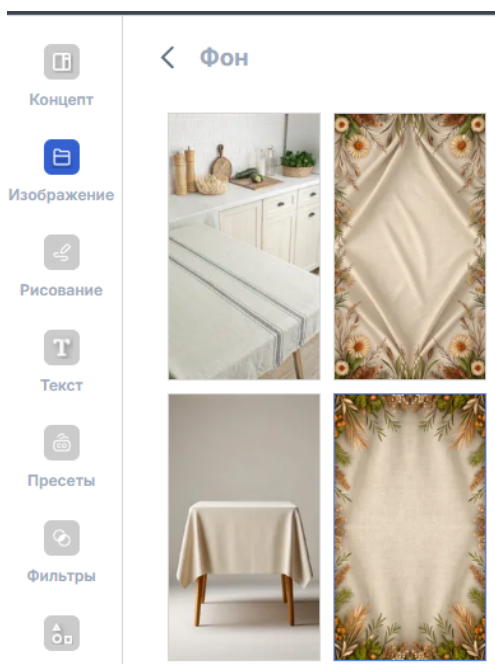 Фон
Концепт
Изображение
Рисование
T
Текст
Пресеты
Фильтры